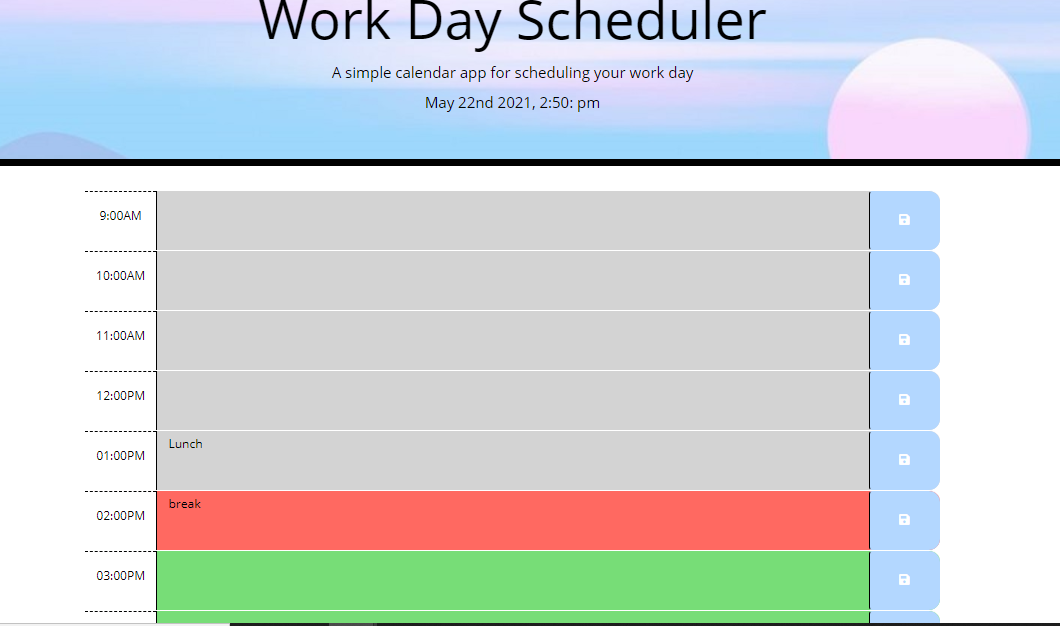 Work Day Scheduler
A simple calendar app for scheduling your work day
May 22nd 2021, 2:50: pm
9:00AM
10:00AM
11:00AM
12:00PM
01:00PM
Lunch
02:00PM
break
03:00PM